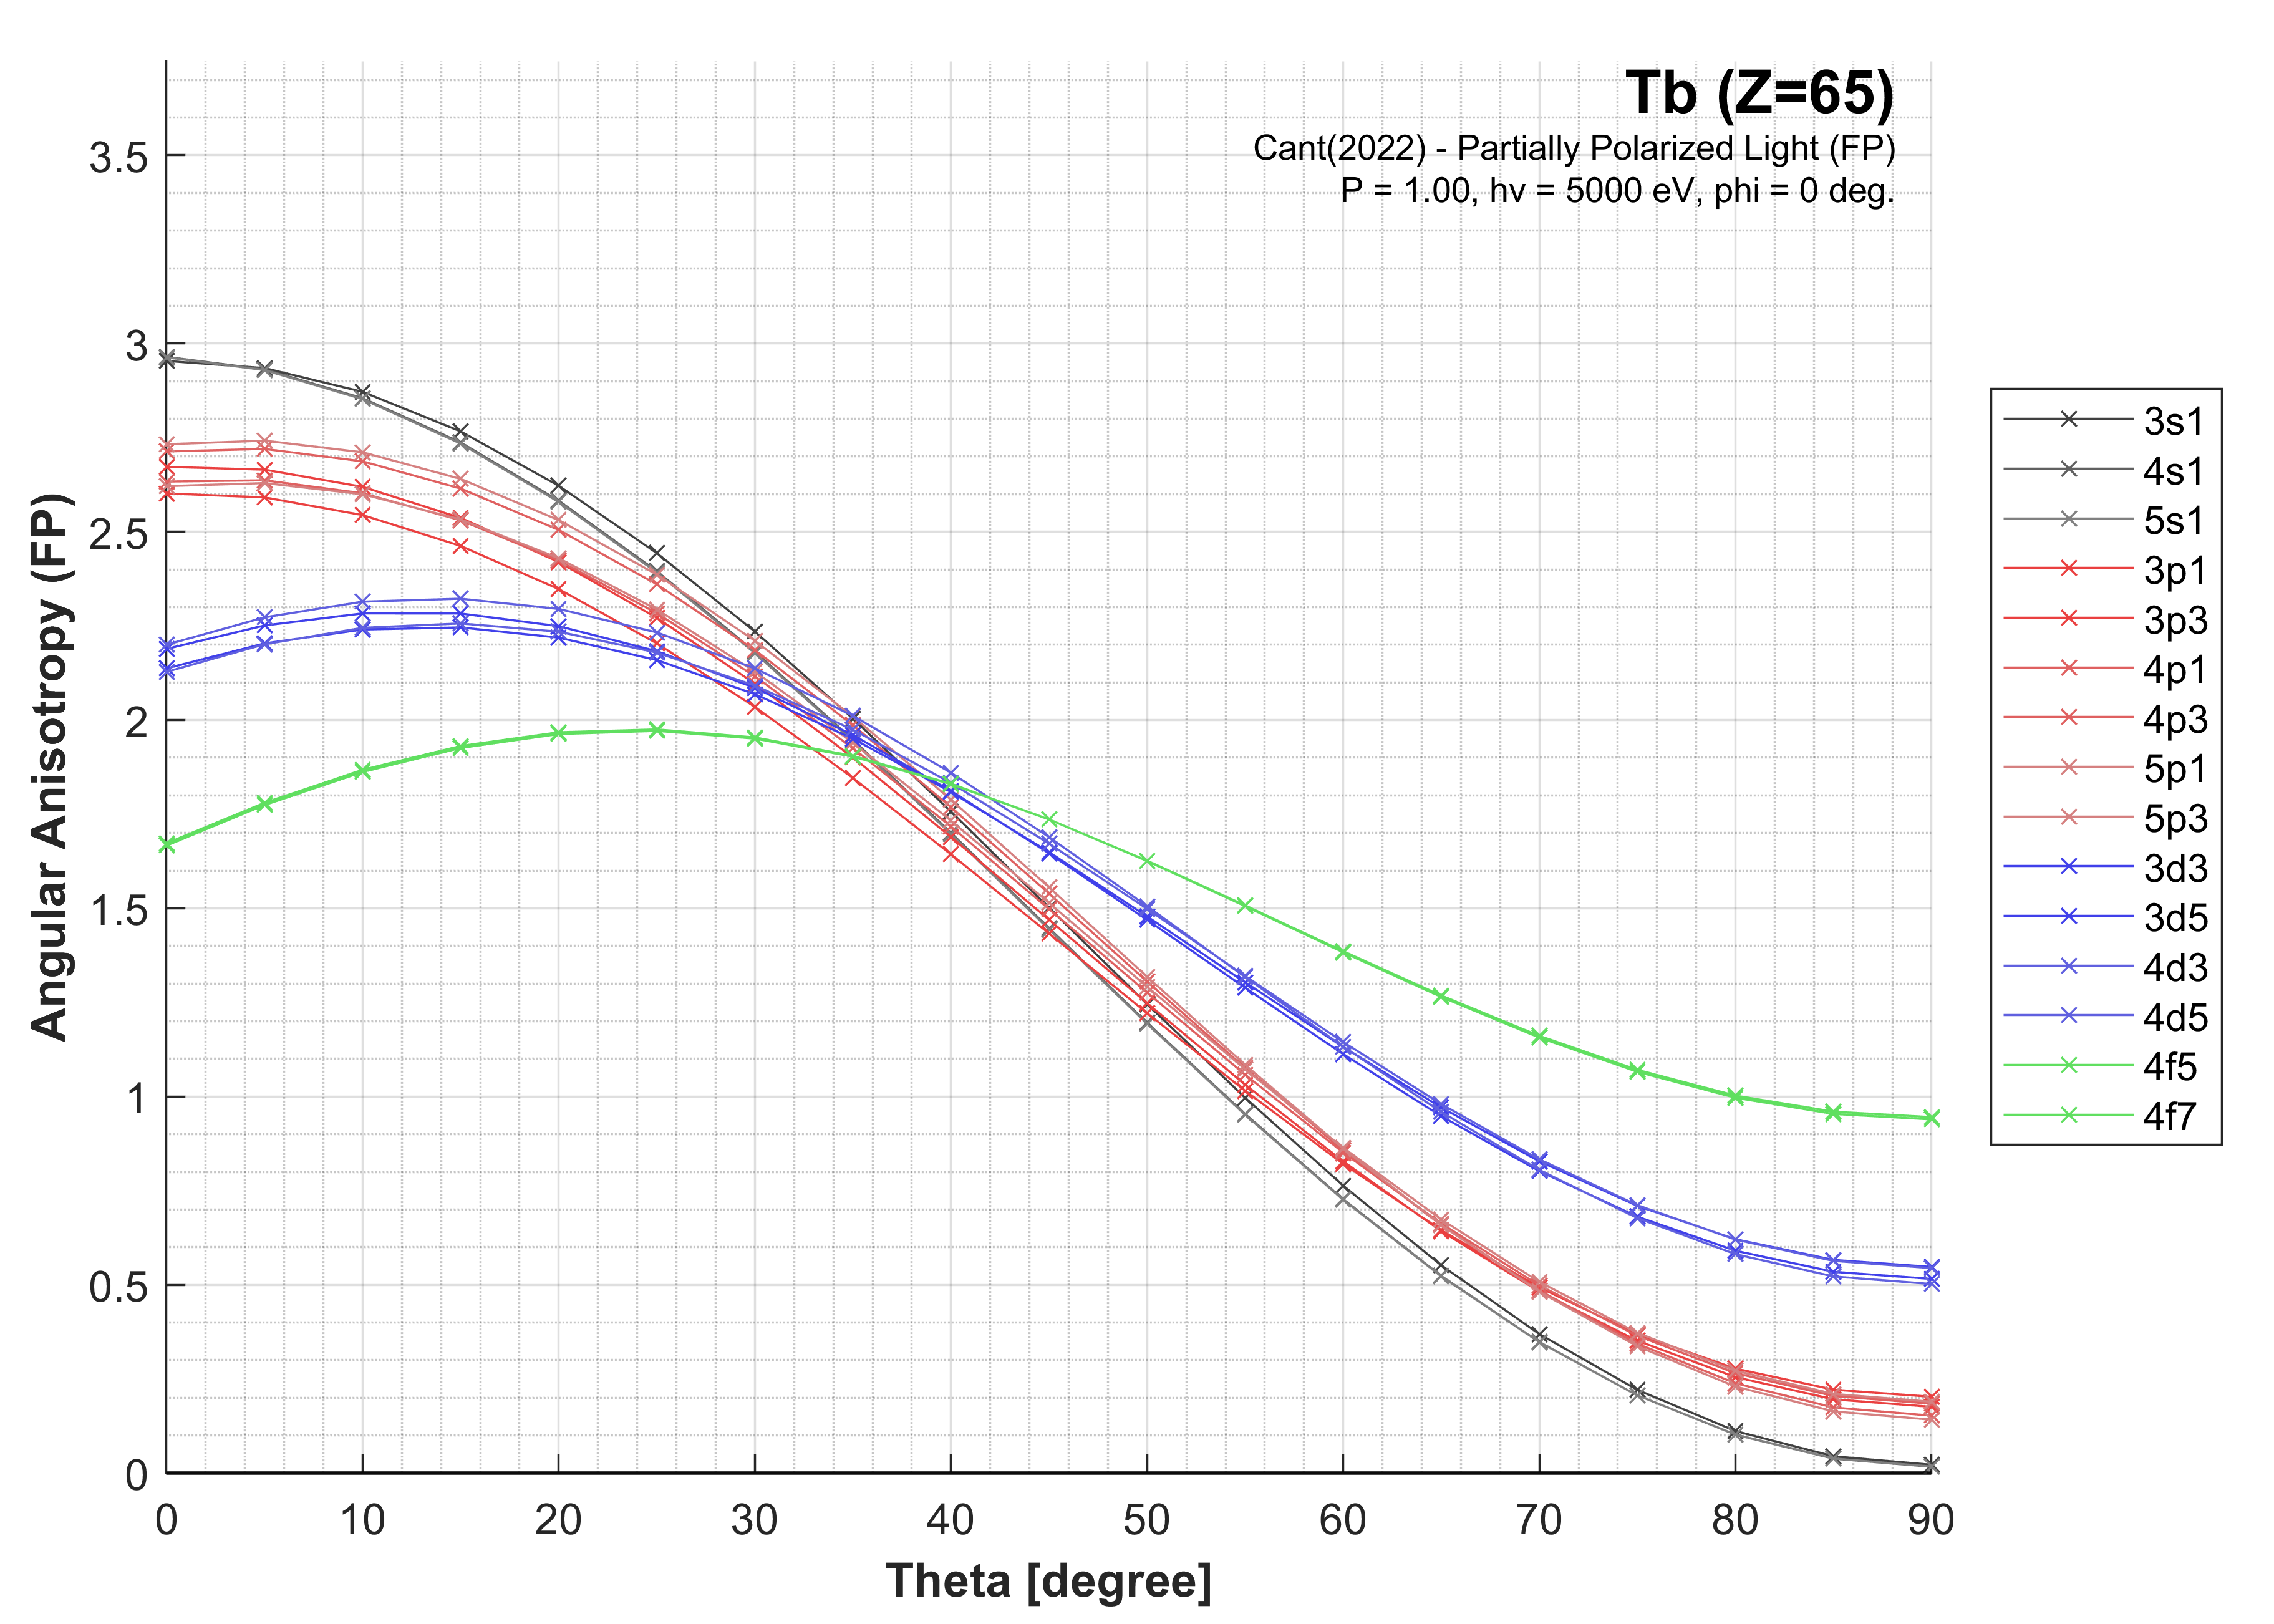 Tb (Z=65)
Cant(2022) - Partially Polarized Light (FP)
P = 1.00, hv = 5000 eV, phi = 0 deg.
Angular Anisotropy (FP)
3.5
3
2.5
2
1.5
1
0.5
0
0 10 20 30 40 50 60 70 80 90
Theta [degree]
3s1
4s1
5s1
3p1
3p3
4p1
4p3
5p1
5p3
3d3
3d5
4d3
4d5
4f5
4f7